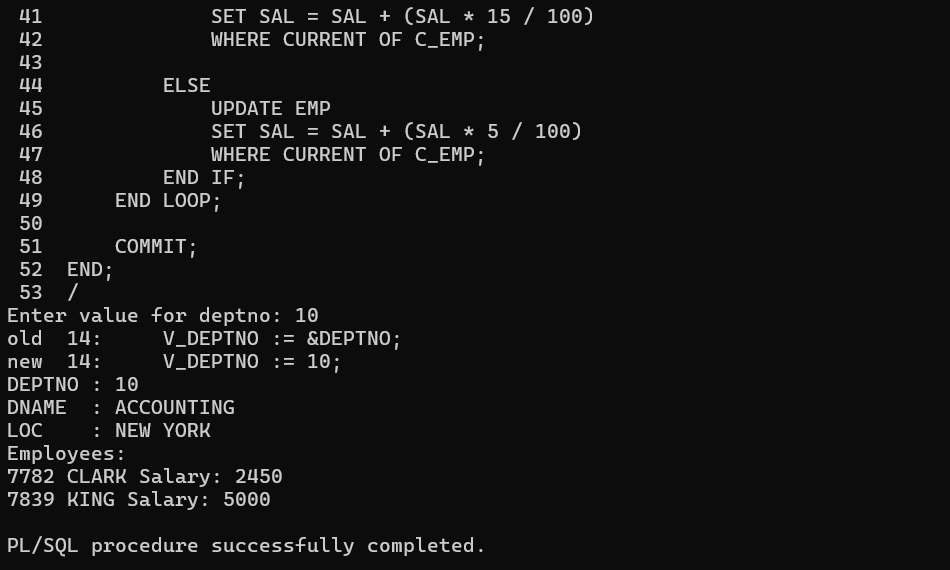 41              SET SAL = SAL + (SAL * 15 / 100)
42              WHERE CURRENT OF C_EMP;
43
44          ELSE
45              UPDATE EMP
46              SET SAL = SAL + (SAL * 5 / 100)
47              WHERE CURRENT OF C_EMP;
48          END IF;
49      END LOOP;
50
51      COMMIT;
52  END;
53  /
Enter value for deptno: 10
old  14:     V_DEPTNO := &DEPTNO;
new  14:     V_DEPTNO := 10;
DEPTNO : 10
DNAME  : ACCOUNTING
LOC    : NEW YORK
Employees:
7782 CLARK Salary: 2450
7839 KING Salary: 5000
PL/SQL procedure successfully completed.